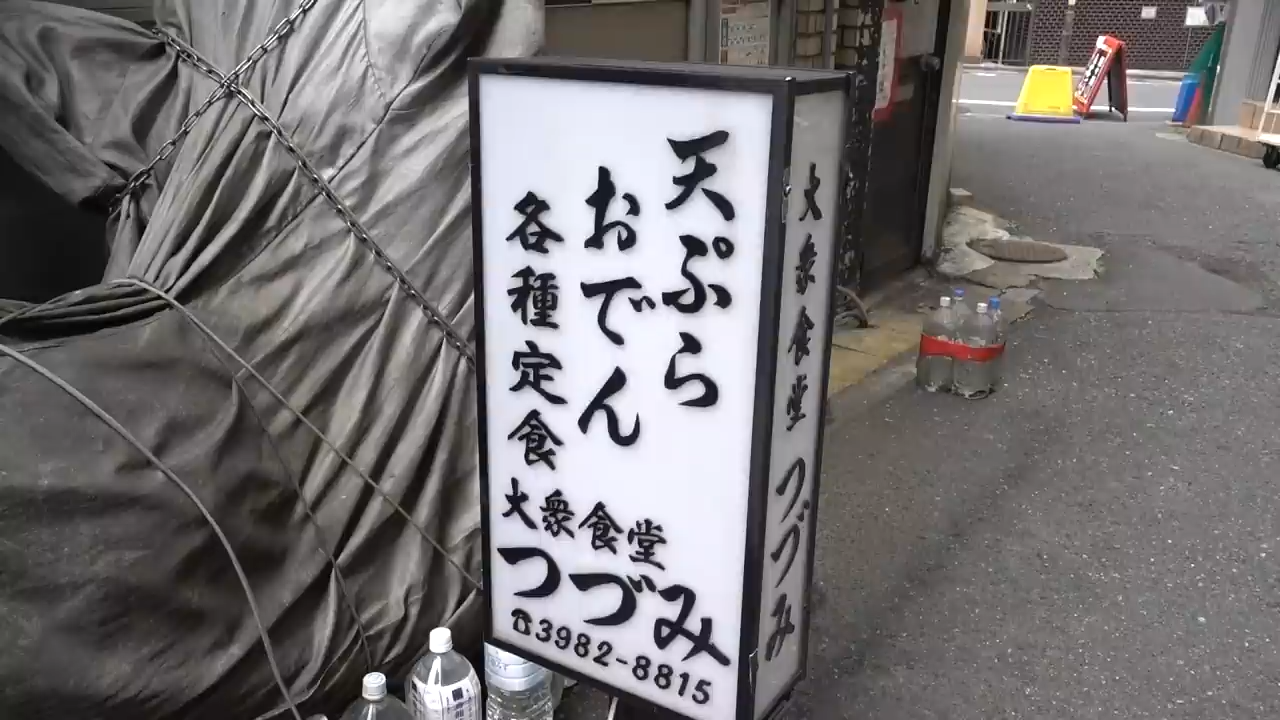 天ぷら
おでん
各種定食
大衆食堂
つづみ
☎3982-8815
大衆食堂 つづみ